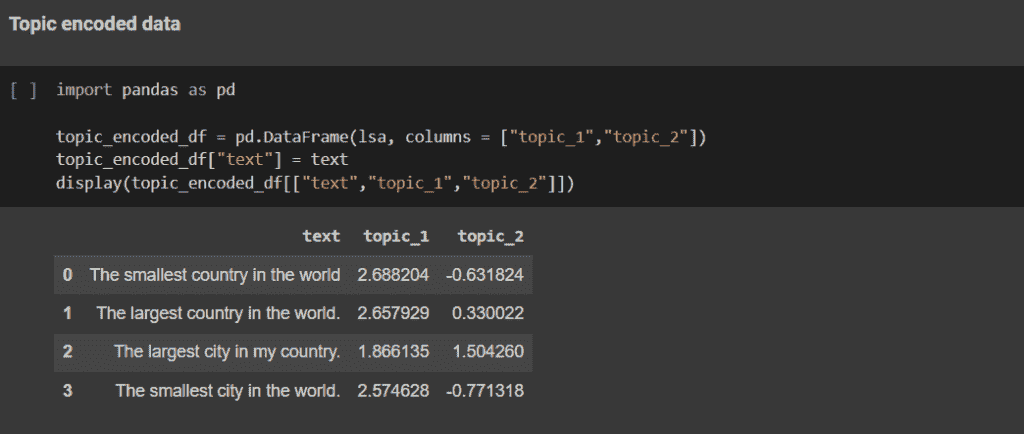 Topic encoded data
[ ] import pandas as pd
topic_encoded_df = pd.DataFrame(lsa, columns = ["topic_1","topic_2"])
topic_encoded_df["text"] = text
display(topic_encoded_df[["text","topic_1","topic_2"]])
text topic_1 topic_2
0 The smallest country in the world 2.688204 -0.631824
1 The largest country in the world. 2.657929 0.330022
2 The largest city in my country. 1.866135 1.504260
3 The smallest city in the world. 2.574628 -0.771318